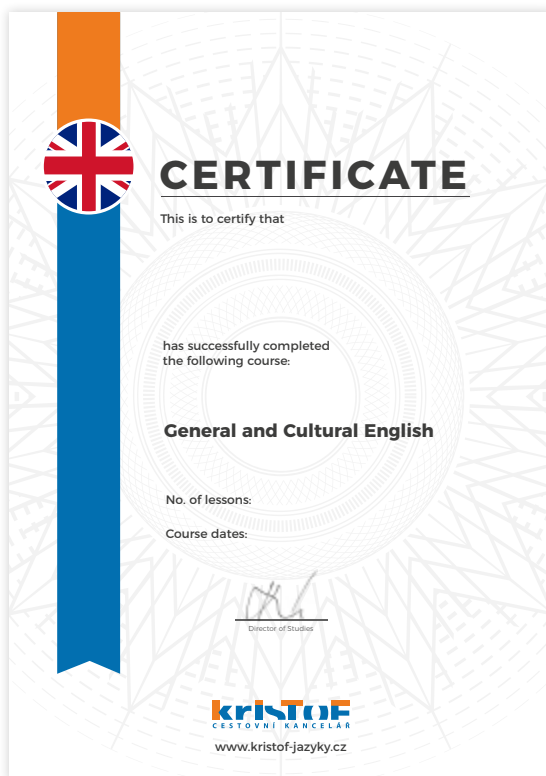 CERTIFICATE
This is to certify that
has successfully completed
the following course:
General and Cultural English
No. of lessons:
Course dates:
Director of Studies
krISTOF
CESTOVNÍ KANCELÁŘ
www.kristof-jazyky.cz